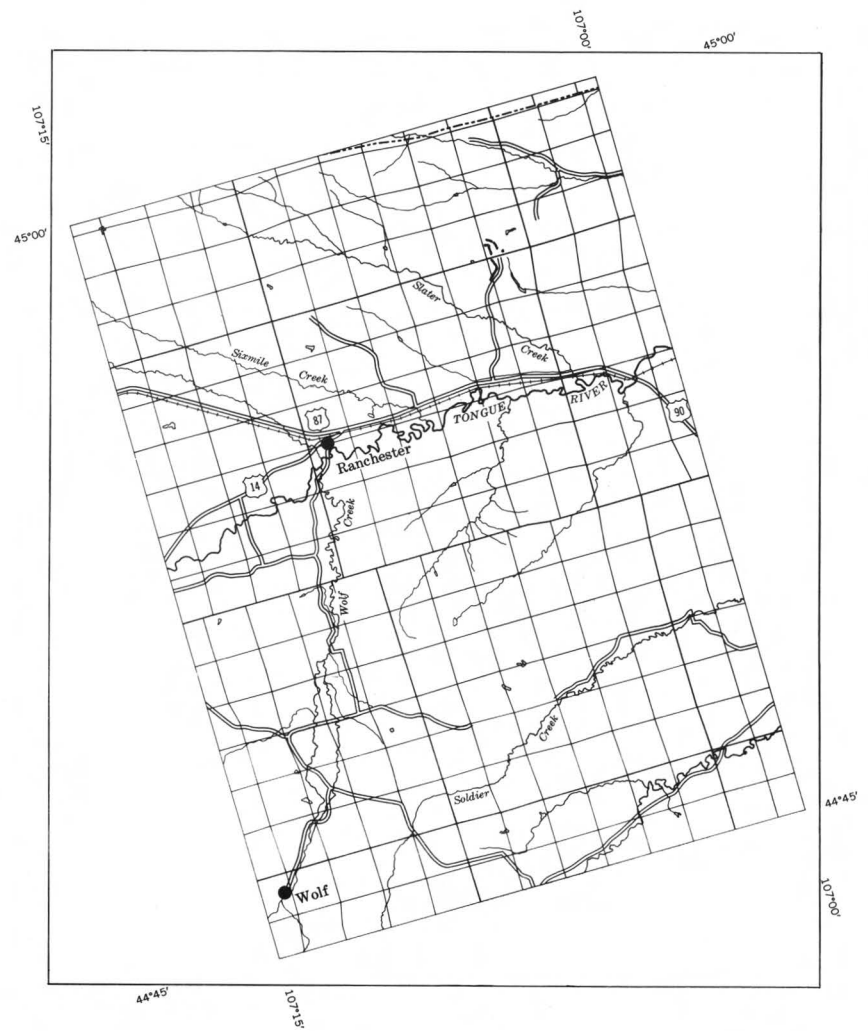 107°00'
45°00'
107°15'
45°00'
Slater
Creek
Sixmile
Creek
87
TONGUE
RIVER
90
Ranchester
14
Creek
Wolf
Creek
Soldier
44°45'
Wolf
107°00'
44°45'
107°15'